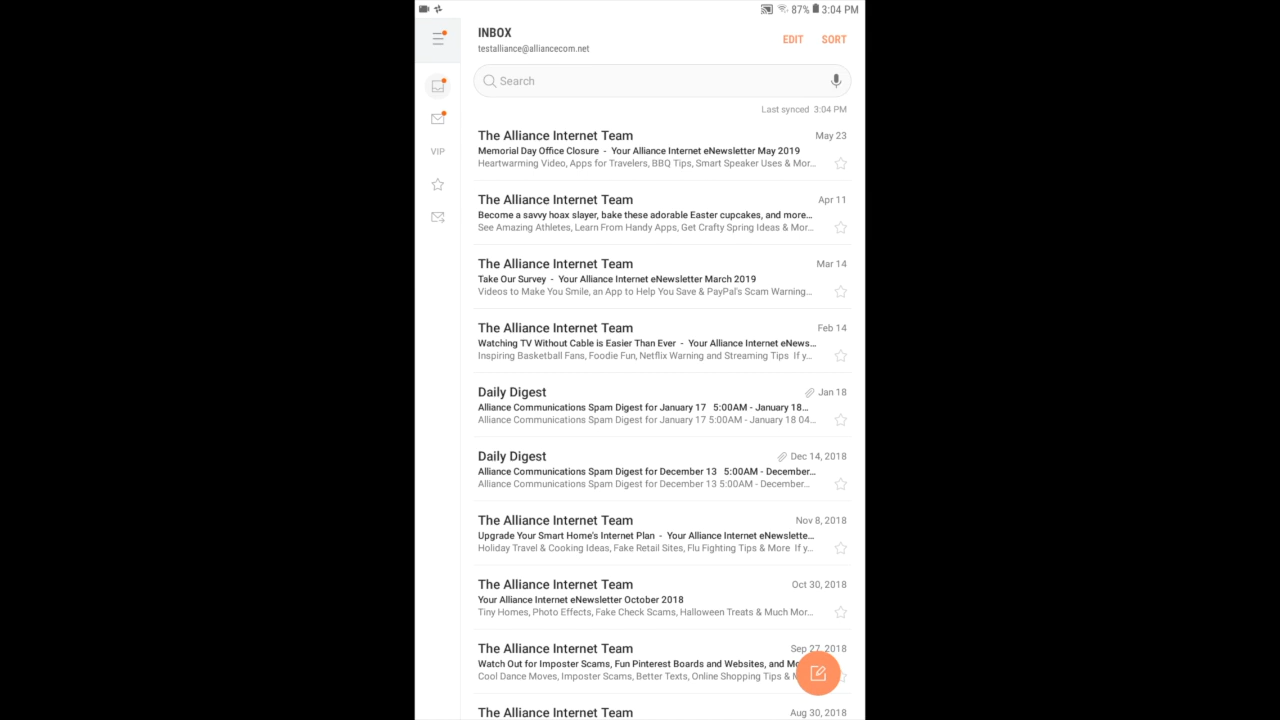 87% 3:04 PM
INBOX
testalliance@alliancecom.net
EDIT SORT
Search
Last synced 3:04 PM
VIP
The Alliance Internet Team May 23
Memorial Day Office Closure - Your Alliance Internet eNewsletter May 2019
Heartwarming Video, Apps for Travelers, BBQ Tips, Smart Speaker Uses & Mor...
The Alliance Internet Team Apr 11
Become a savvy hoax slayer, bake these adorable Easter cupcakes, and more...
See Amazing Athletes, Learn From Handy Apps, Get Crafty Spring Ideas & Mor...
The Alliance Internet Team Mar 14
Take Our Survey - Your Alliance Internet eNewsletter March 2019
Videos to Make You Smile, an App to Help You Save & PayPal's Scam Warning...
The Alliance Internet Team Feb 14
Watching TV Without Cable is Easier Than Ever - Your Alliance Internet eNews...
Inspiring Basketball Fans, Foodie Fun, Netflix Warning and Streaming Tips If y...
Daily Digest Jan 18
Alliance Communications Spam Digest for January 17 5:00AM - January 18...
Alliance Communications Spam Digest for January 17 5:00AM - January 18 04...
Daily Digest Dec 14, 2018
Alliance Communications Spam Digest for December 13 5:00AM - December...
Alliance Communications Spam Digest for December 13 5:00AM - December...
The Alliance Internet Team Nov 8, 2018
Upgrade Your Smart Home's Internet Plan - Your Alliance Internet eNewslette...
Holiday Travel & Cooking Ideas, Fake Retail Sites, Flu Fighting Tips & More If y...
The Alliance Internet Team Oct 30, 2018
Your Alliance Internet eNewsletter October 2018
Tiny Homes, Photo Effects, Fake Check Scams, Halloween Treats & Much Mor...
The Alliance Internet Team Sep 27, 2018
Watch Out for Imposter Scams, Fun Pinterest Boards and Websites, and Mo
Cool Dance Moves, Imposter Scams, Better Texts, Online Shopping Tips &
The Alliance Internet Team Aug 30, 2018